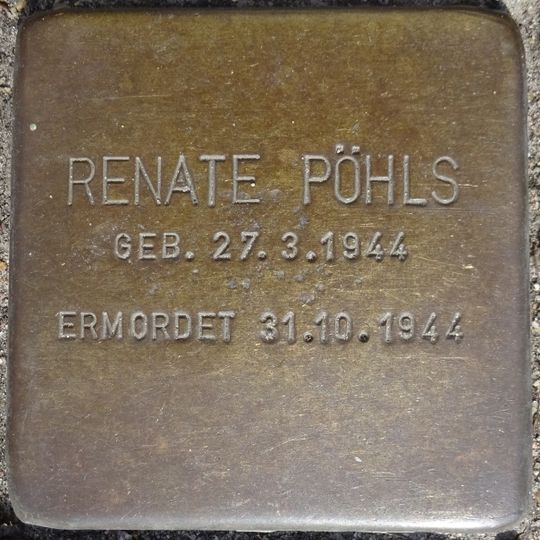 RENATE PÖHLS
GEB. 27. 3. 1944
ERMORDET 31.10.1944